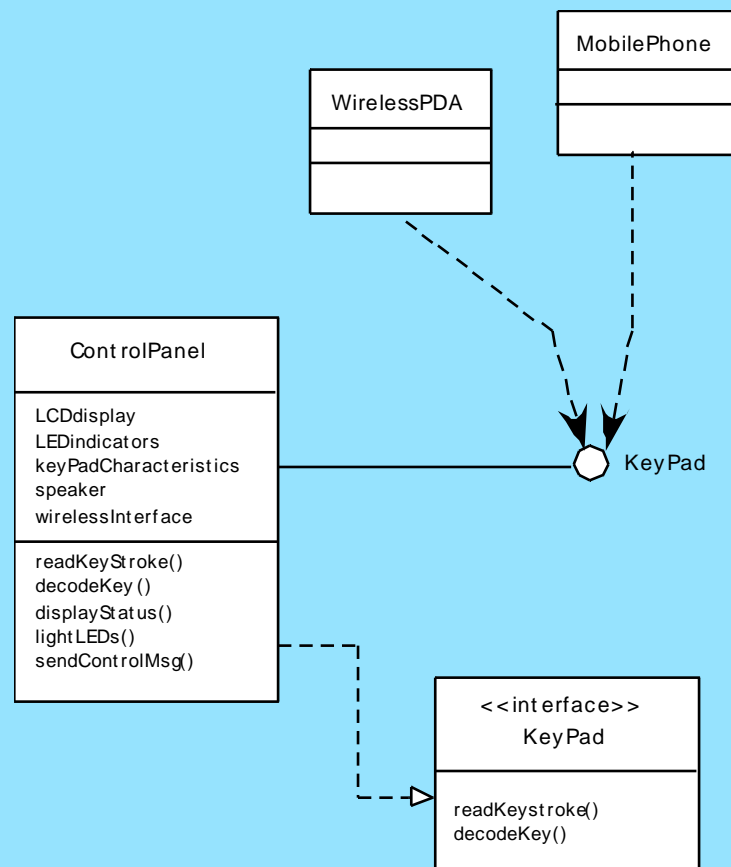 MobilePhone
WirelessPDA
ControlPanel
LCDdisplay
LEDindicators
keyPadCharacteristics
speaker
wirelessInterface
KeyPad
readKeyStroke()
decodeKey()
displayStatus()
lightLEDs()
sendControlMsg()
<<interface>>
KeyPad
readKeystroke()
decodeKey()